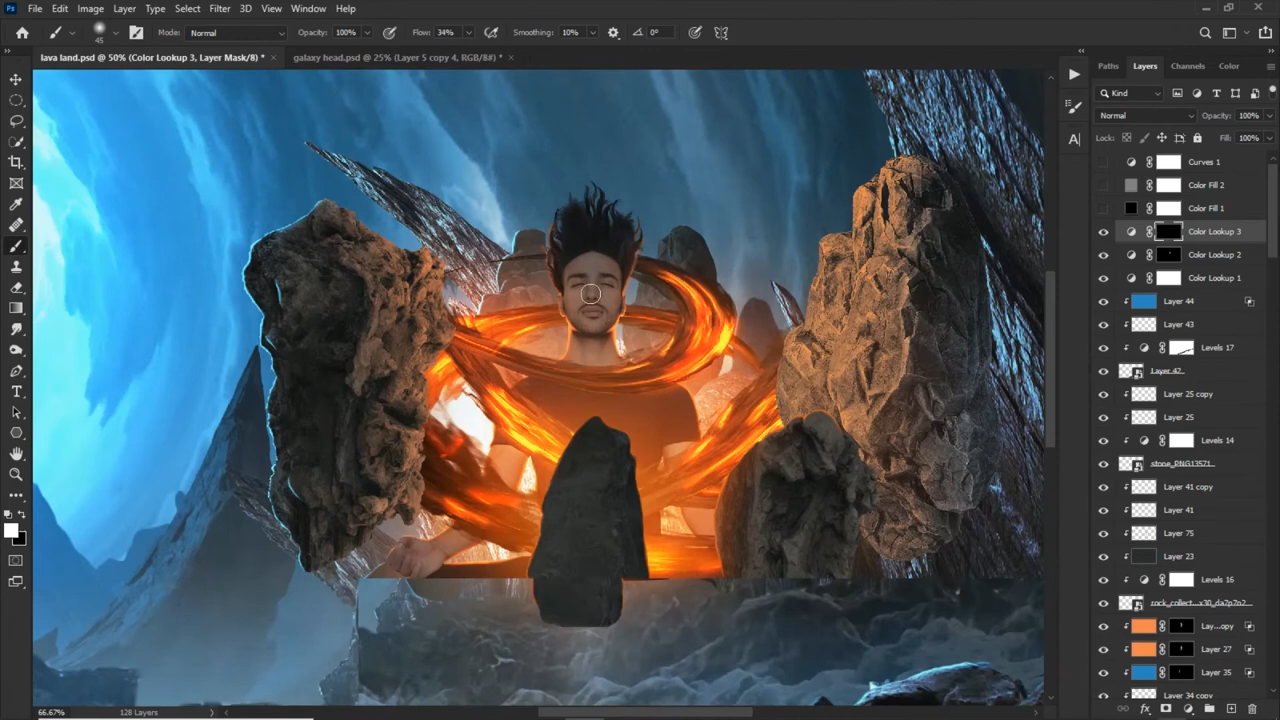 Ps File Edit Image Layer Type Select Filter 3D View Window Help
45 Mode: Normal Opacity: 100% Flow: 34% Smoothing: 10% 0°
lava land.psd @ 50% (Color Lookup 3, Layer Mask/8) * × galaxy head.psd @ 25% (Layer 5 copy 4, RGB/8#) * ×
Paths Layers Channels Color
Kind
Normal Opacity: 100%
Lock: Fill: 100%
Curves 1
Color Fill 2
Color Fill 1
Color Lookup 3
Color Lookup 2
Color Lookup 1
Layer 44
Layer 43
Levels 17
Layer 42
Layer 25 copy
Layer 25
Levels 14
stone_PNG13571
Layer 41 copy
Layer 41
Layer 75
Layer 23
Levels 16
rock_collect...x30_da7p7o2
Lay...opy
Layer 27
Layer 35
Layer 34 copy
66.67% 128 Layers